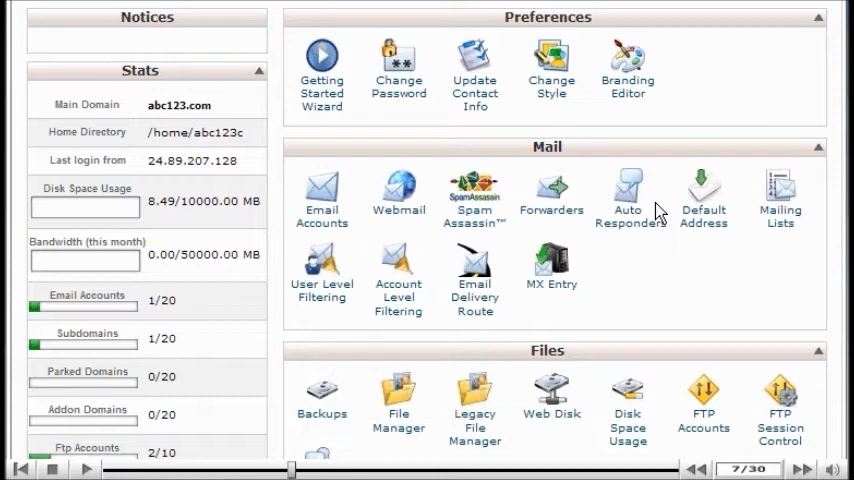 Notices
Stats
Main Domain abc123.com
Home Directory /home/abc123c
Last login from 24.89.207.128
Disk Space Usage
8.49/10000.00 MB
Bandwidth (this month)
0.00/50000.00 MB
Email Accounts
1/20
Subdomains
1/20
Parked Domains
0/20
Addon Domains
0/20
Ftp Accounts
2/10
Preferences
Getting Started Wizard
Change Password
Update Contact Info
Change Style
Branding Editor
Mail
Email Accounts
Webmail
SpamAssassin
Spam Assassin™
Forwarders
Auto Responders
Default Address
Mailing Lists
User Level Filtering
Account Level Filtering
Email Delivery Route
MX Entry
Files
Backups
File Manager
Legacy File Manager
Web Disk
Disk Space Usage
FTP Accounts
FTP Session Control
7/30